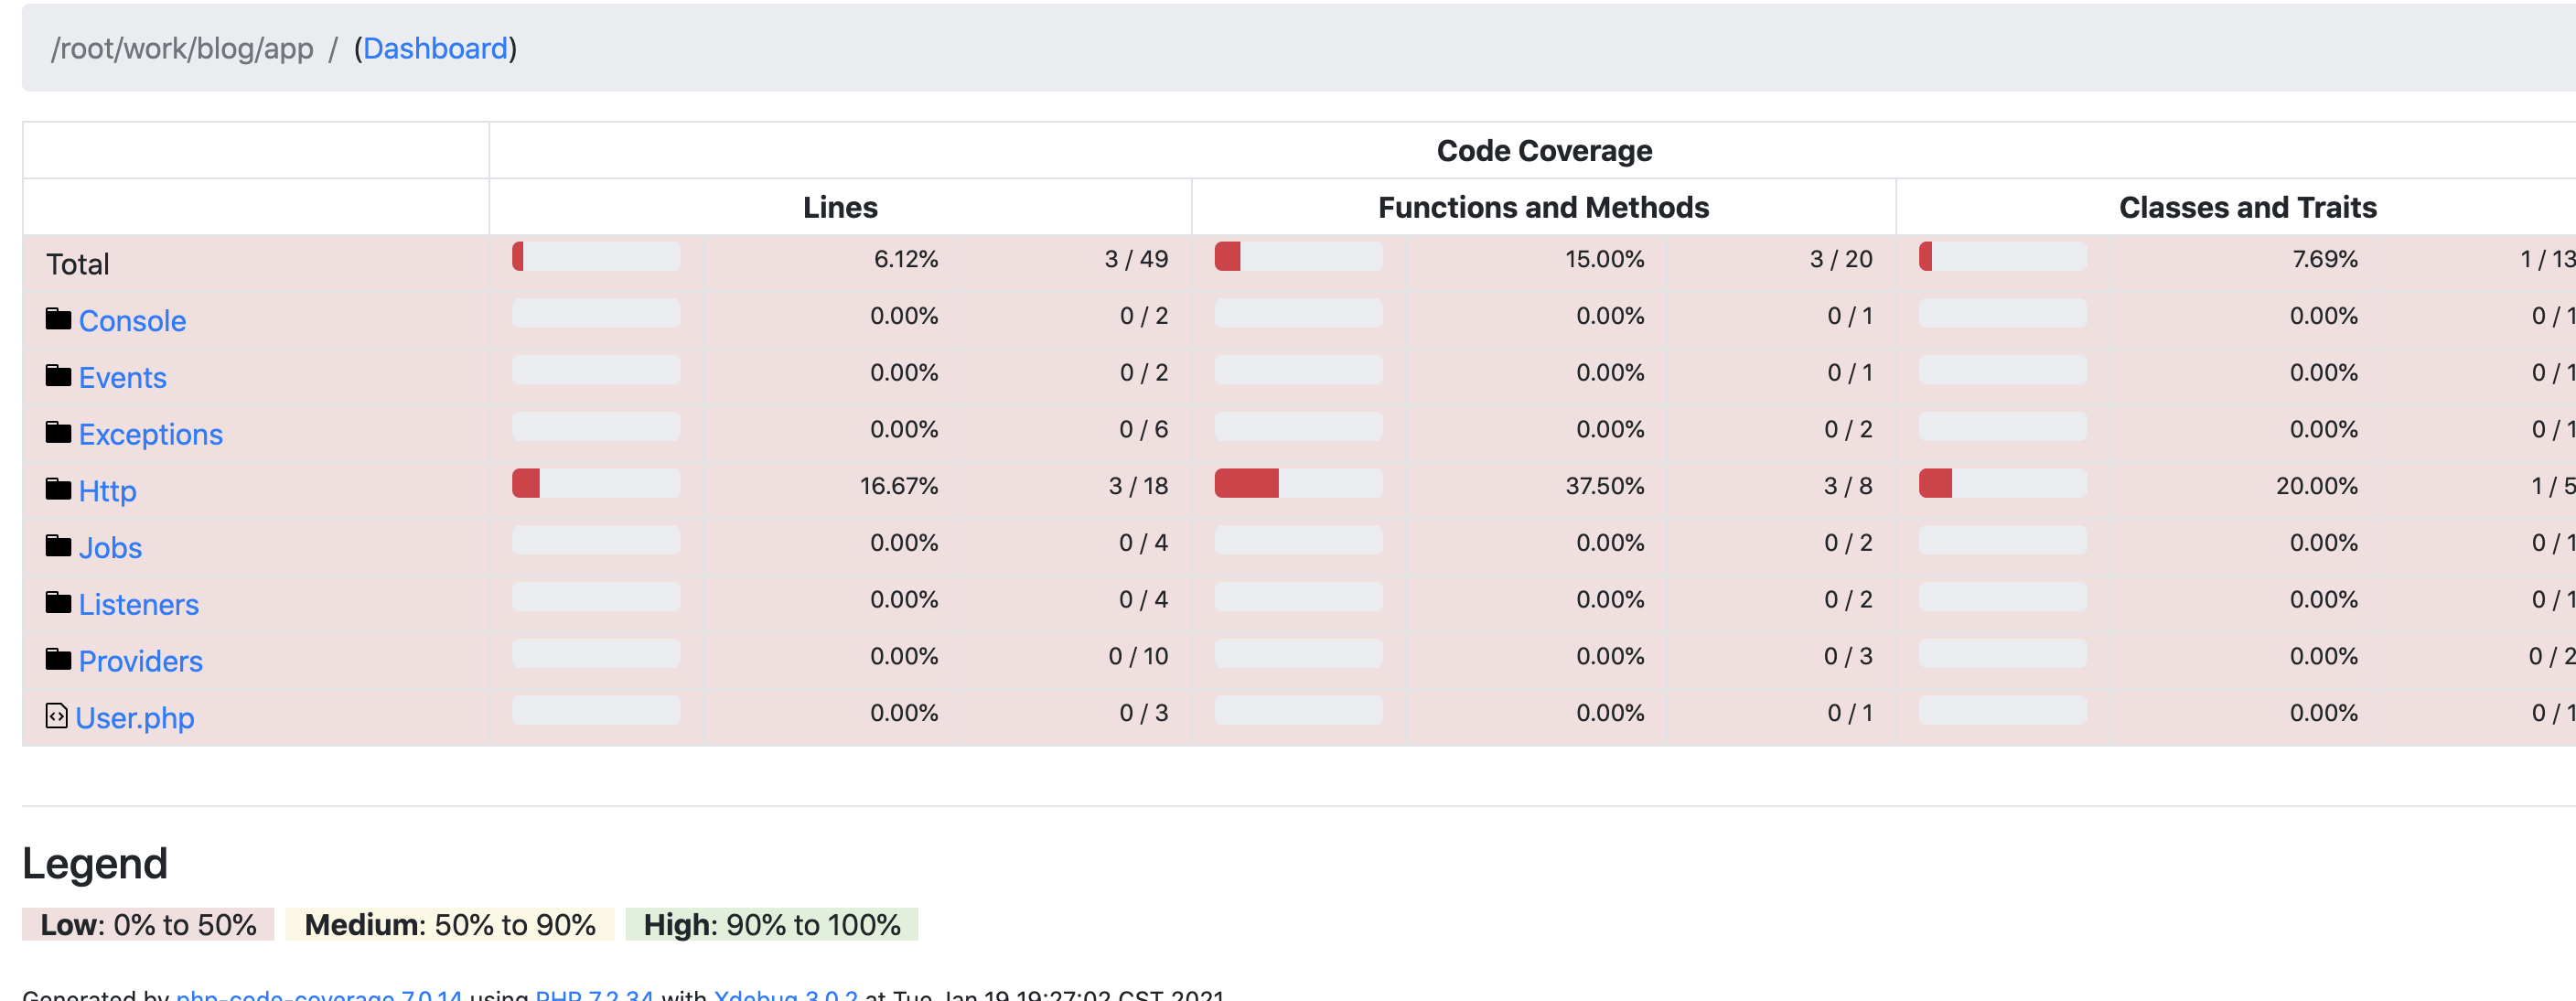 /root/work/blog/app / (Dashboard)
Code Coverage
Lines Functions and Methods Classes and Traits
Total 6.12% 3 / 49 15.00% 3 / 20 7.69% 1 / 13
Console 0.00% 0 / 2 0.00% 0 / 1 0.00% 0 / 1
Events 0.00% 0 / 2 0.00% 0 / 1 0.00% 0 / 1
Exceptions 0.00% 0 / 6 0.00% 0 / 2 0.00% 0 / 1
Http 16.67% 3 / 18 37.50% 3 / 8 20.00% 1 / 5
Jobs 0.00% 0 / 4 0.00% 0 / 2 0.00% 0 / 1
Listeners 0.00% 0 / 4 0.00% 0 / 2 0.00% 0 / 1
Providers 0.00% 0 / 10 0.00% 0 / 3 0.00% 0 / 2
User.php 0.00% 0 / 3 0.00% 0 / 1 0.00% 0 / 1
Legend
Low: 0% to 50% Medium: 50% to 90% High: 90% to 100%
Generated by php-code-coverage 7.0.14 using PHP 7.2.34 with Xdebug 3.0.2 at Tue Jan 19 19:27:02 CST 2021.